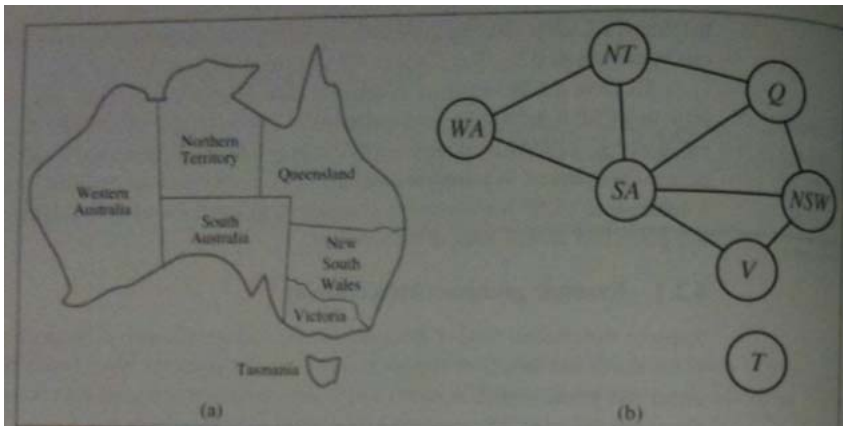 Northern
Territory
Western
Australia
Queensland
South
Australia
New
South
Wales
Victoria
Tasmania
(a)
NT
Q
WA
SA
NSW
V
T
(b)